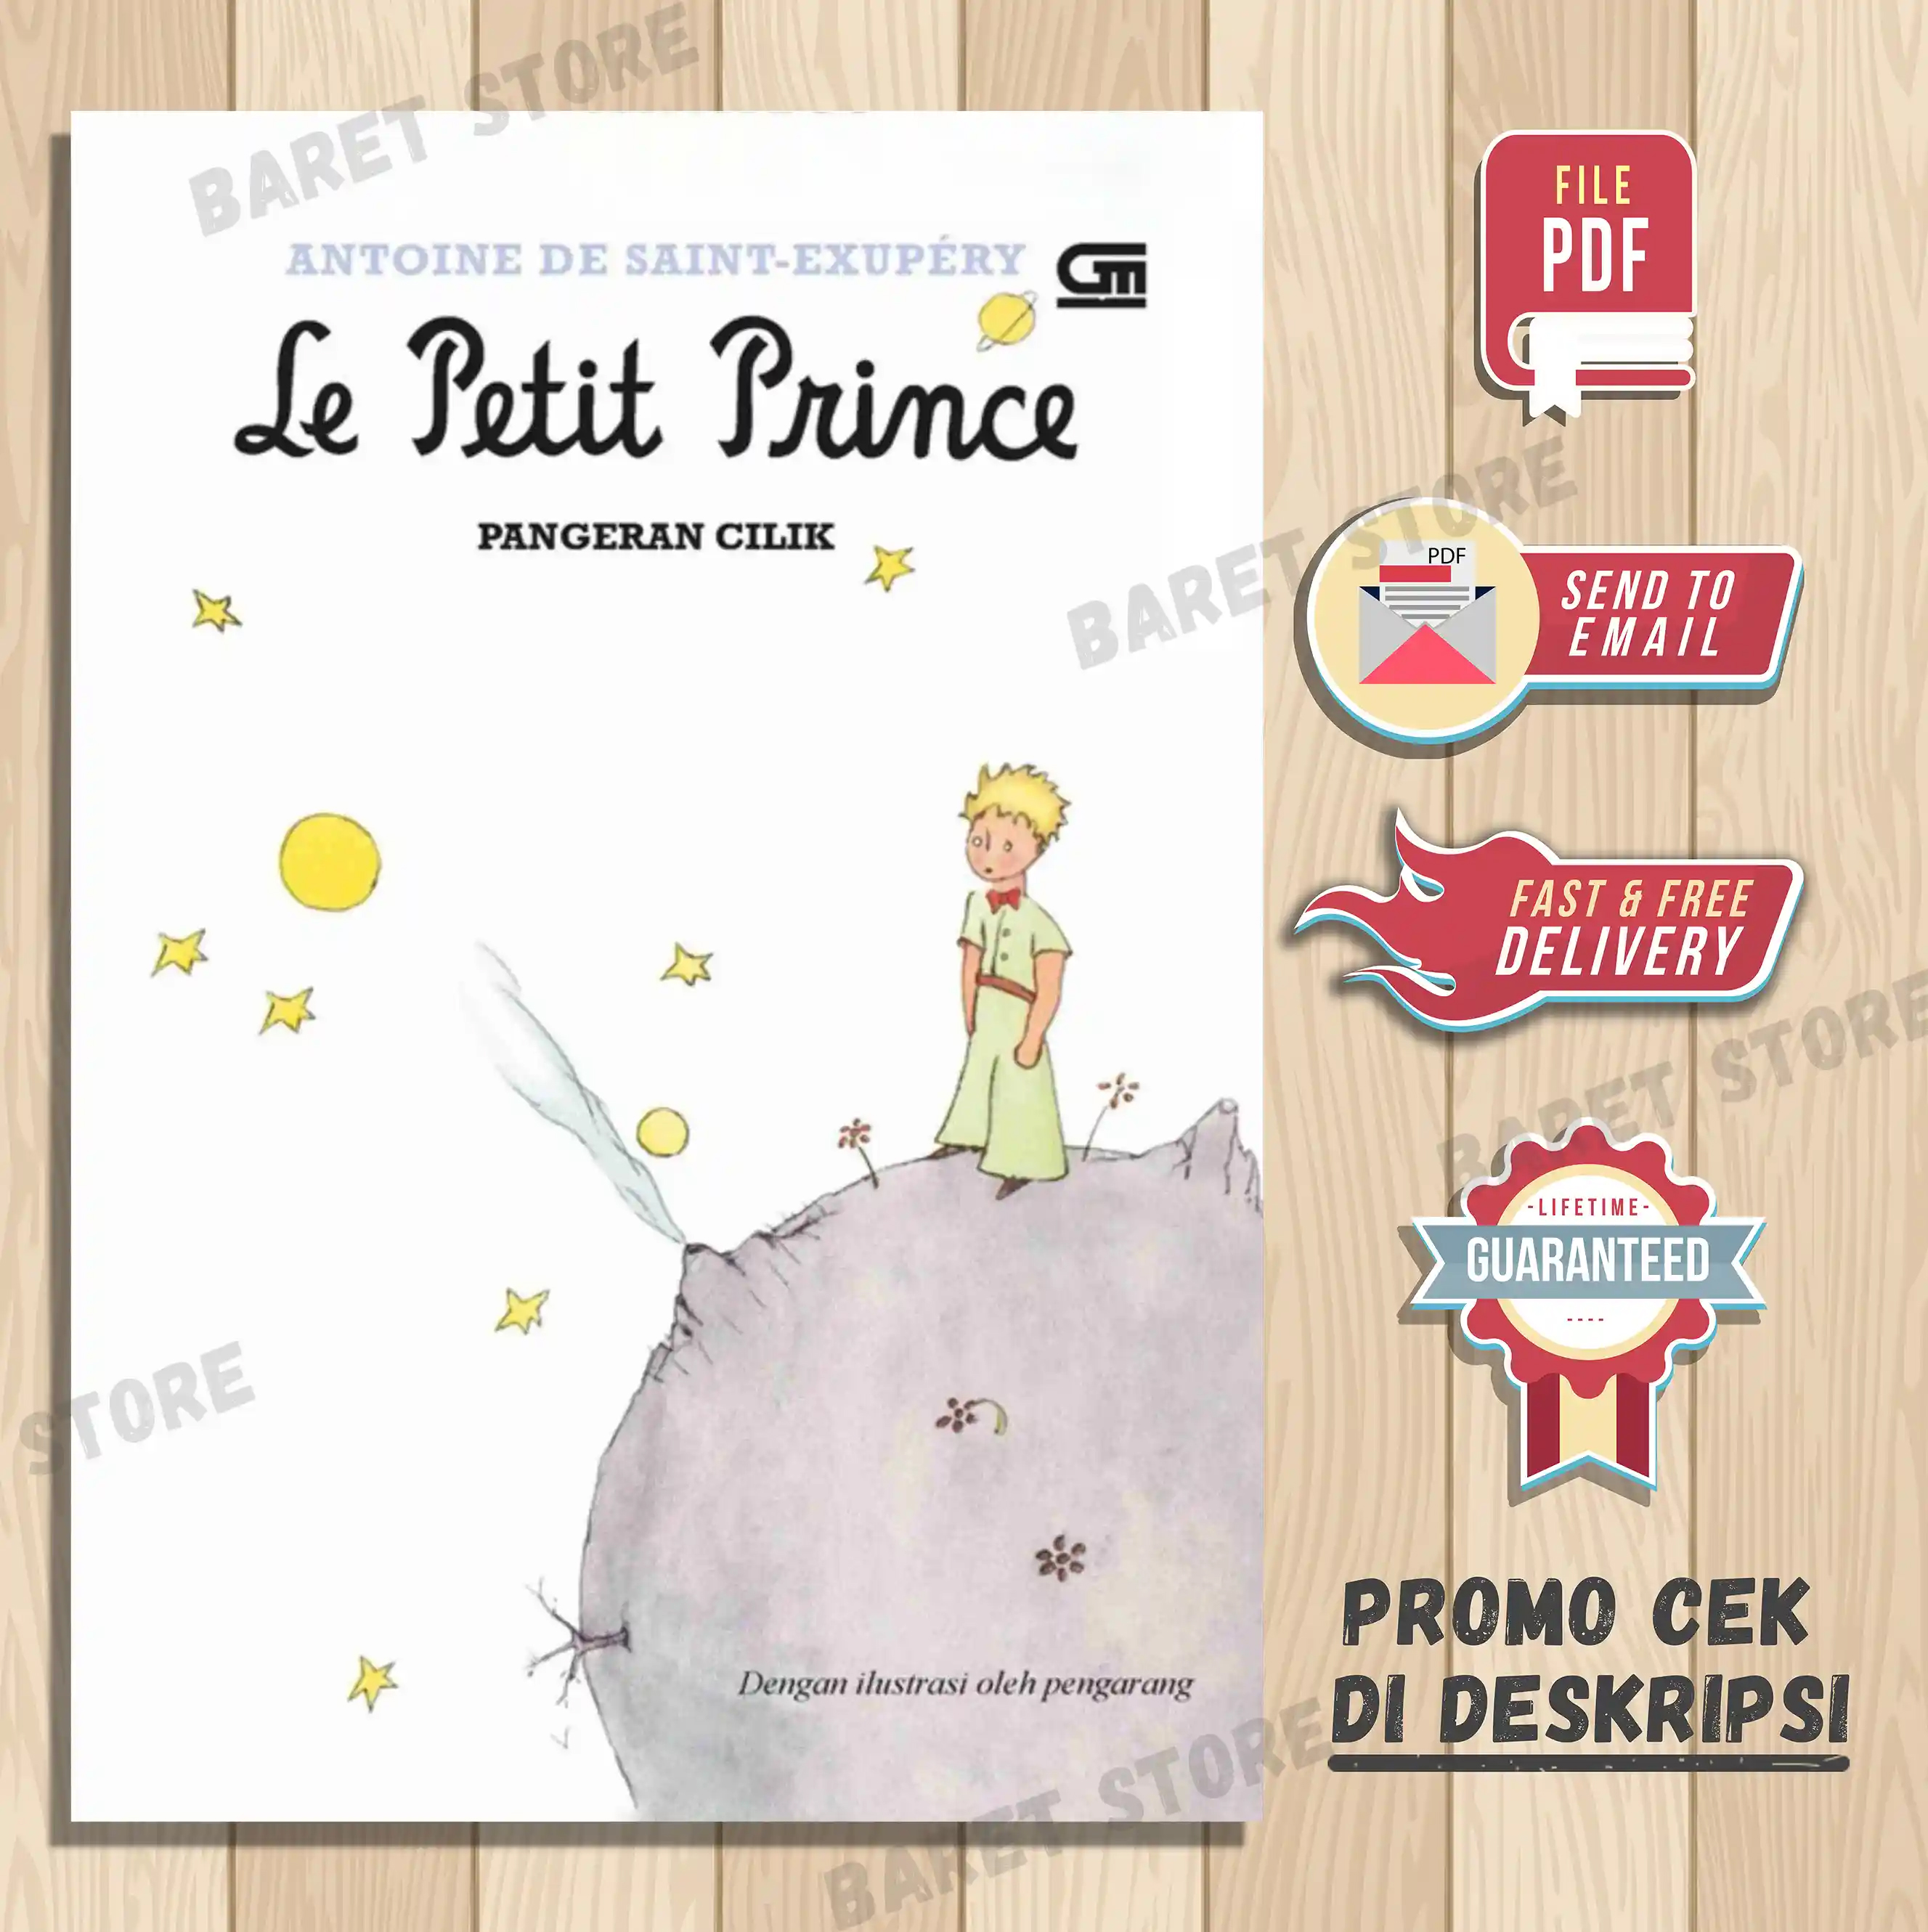 BARET STORE
ANTOINE DE SAINT-EXUPÉRY
Gm
Le Petit Prince
PANGERAN CILIK
Dengan ilustrasi oleh pengarang
FILE
PDF
BARET STORE
PDF
SEND TO
EMAIL
FAST & FREE
DELIVERY
BARET STORE
-LIFETIME-
GUARANTEED
STORE
PROMO CEK
DI DESKRIPSI
BARET STORE